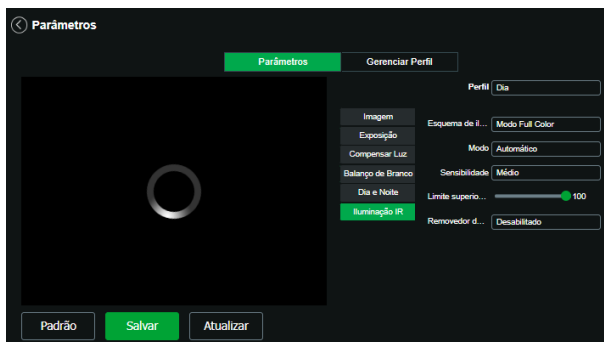 Parâmetros
Parâmetros
Gerenciar Perfil
Perfil
Dia
Imagem
Exposição
Compensar Luz
Balanço de Branco
Dia e Noite
Iluminação IR
Esquema de il...
Modo Full Color
Modo
Automático
Sensibilidade
Médio
Limite superio...
100
Removedor d...
Desabilitado
Padrão
Salvar
Atualizar